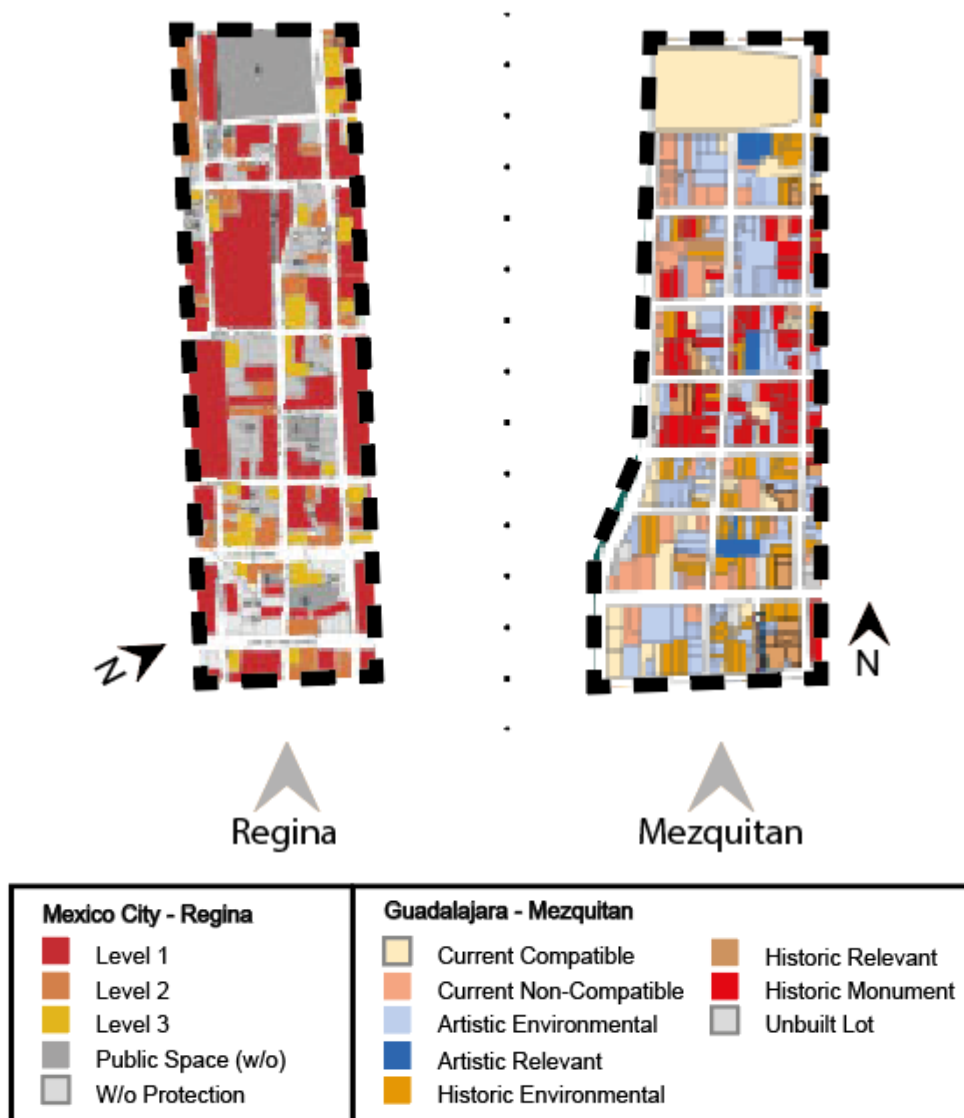 N
N
Regina
Mezquitan
Mexico City - Regina
Level 1
Level 2
Level 3
Public Space (w/o)
W/o Protection
Guadalajara - Mezquitan
Current Compatible
Current Non-Compatible
Artistic Environmental
Artistic Relevant
Historic Environmental
Historic Relevant
Historic Monument
Unbuilt Lot